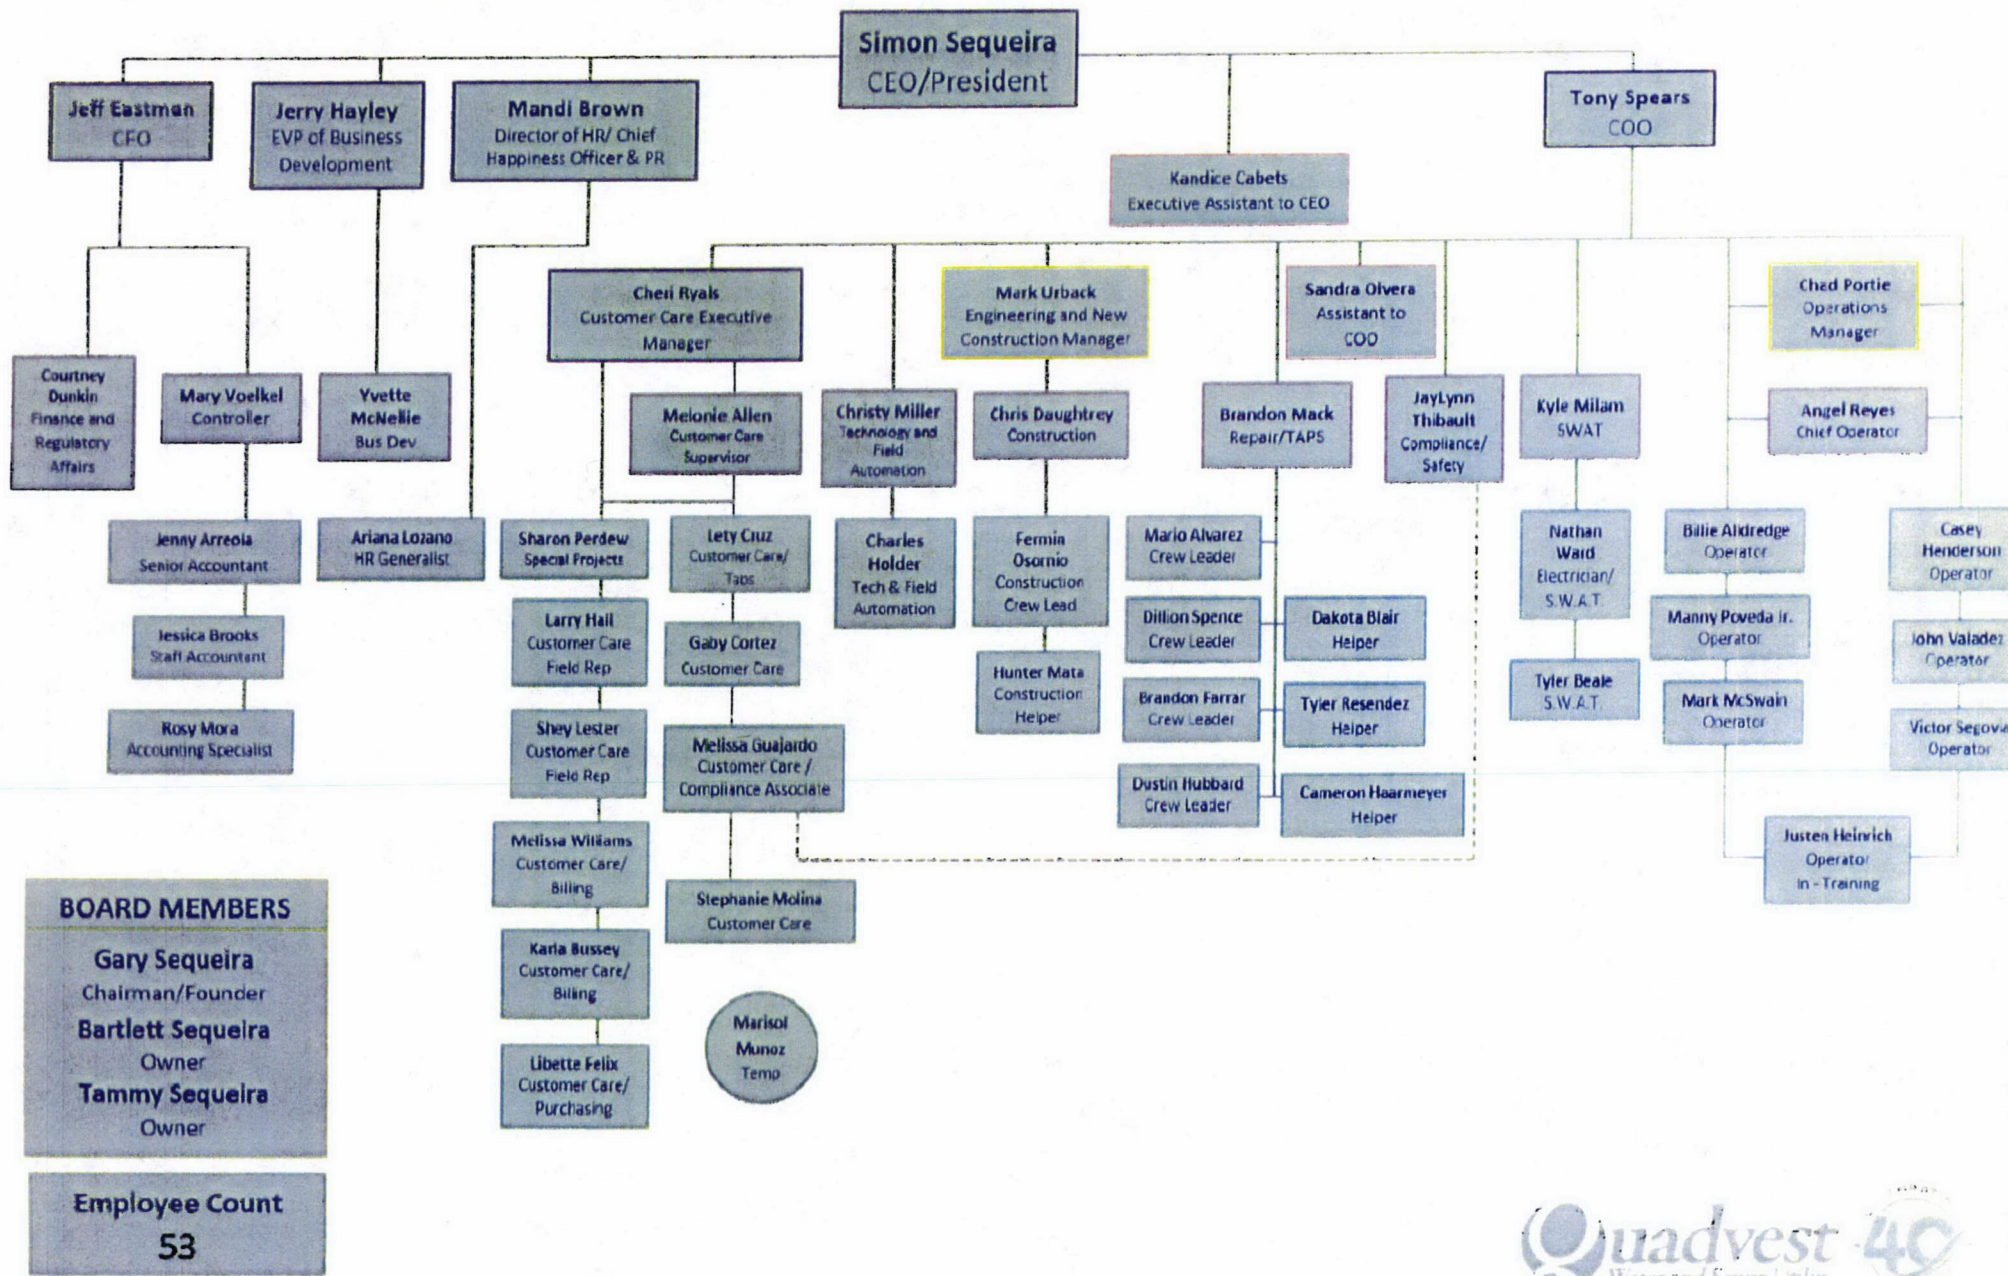 Simon Sequeira
CEO/President
Jeff Eastman
CFO
Jerry Hayley
EVP of Business
Development
Mandi Brown
Director of HR/ Chief
Happiness Officer & PR
Tony Spears
COO
Kandice Cabets
Executive Assistant to CEO
Cheri Ryals
Customer Care Executive
Manager
Mark Urback
Engineering and New
Construction Manager
Sandra Olvera
Assistant to
COO
Chad Portie
Operations
Manager
Courtney
Dunkin
Finance and
Regulatory
Affairs
Mary Voelkel
Controller
Yvette
McNellie
Bus Dev
Melonie Allen
Customer Care
Supervisor
Christy Miller
Technology and
Field
Automation
Chris Daughtrey
Construction
Brandon Mack
Repair/TAPS
JayLynn
Thibault
Compliance/
Safety
Kyle Milam
SWAT
Angel Reyes
Chief Operator
Jenny Arreola
Senior Accountant
Ariana Lozano
HR Generalist
Sharon Perdew
Special Projects
Lety Cruz
Customer Care/
Taps
Charles
Holder
Tech & Field
Automation
Fermin
Osornio
Construction
Crew Lead
Mario Alvarez
Crew Leader
Nathan
Ward
Electrician/
S.W.A.T.
Billie Alldredge
Operator
Casey
Henderson
Operator
Jessica Brooks
Staff Accountant
Larry Hall
Customer Care
Field Rep
Gaby Cortez
Customer Care
Hunter Mata
Construction
Helper
Dillion Spence
Crew Leader
Dakota Blair
Helper
Manny Poveda Jr.
Operator
John Valadez
Operator
Rosy Mora
Accounting Specialist
Shey Lester
Customer Care
Field Rep
Melissa Guajardo
Customer Care /
Compliance Associate
Brandon Farrar
Crew Leader
Tyler Resendez
Helper
Tyler Beale
S.W.A.T.
Mark McSwain
Operator
Victor Segovia
Operator
Dustin Hubbard
Crew Leader
Cameron Haarmeyer
Helper
Melissa Williams
Customer Care/
Billing
Justen Heinrich
Operator
In - Training
Stephanie Molina
Customer Care
Karla Bussey
Customer Care/
Billing
Marisol
Munoz
Temp
Libette Felix
Customer Care/
Purchasing
BOARD MEMBERS
Gary Sequeira
Chairman/Founder
Bartlett Sequeira
Owner
Tammy Sequeira
Owner
Employee Count
53
Quadvest 40